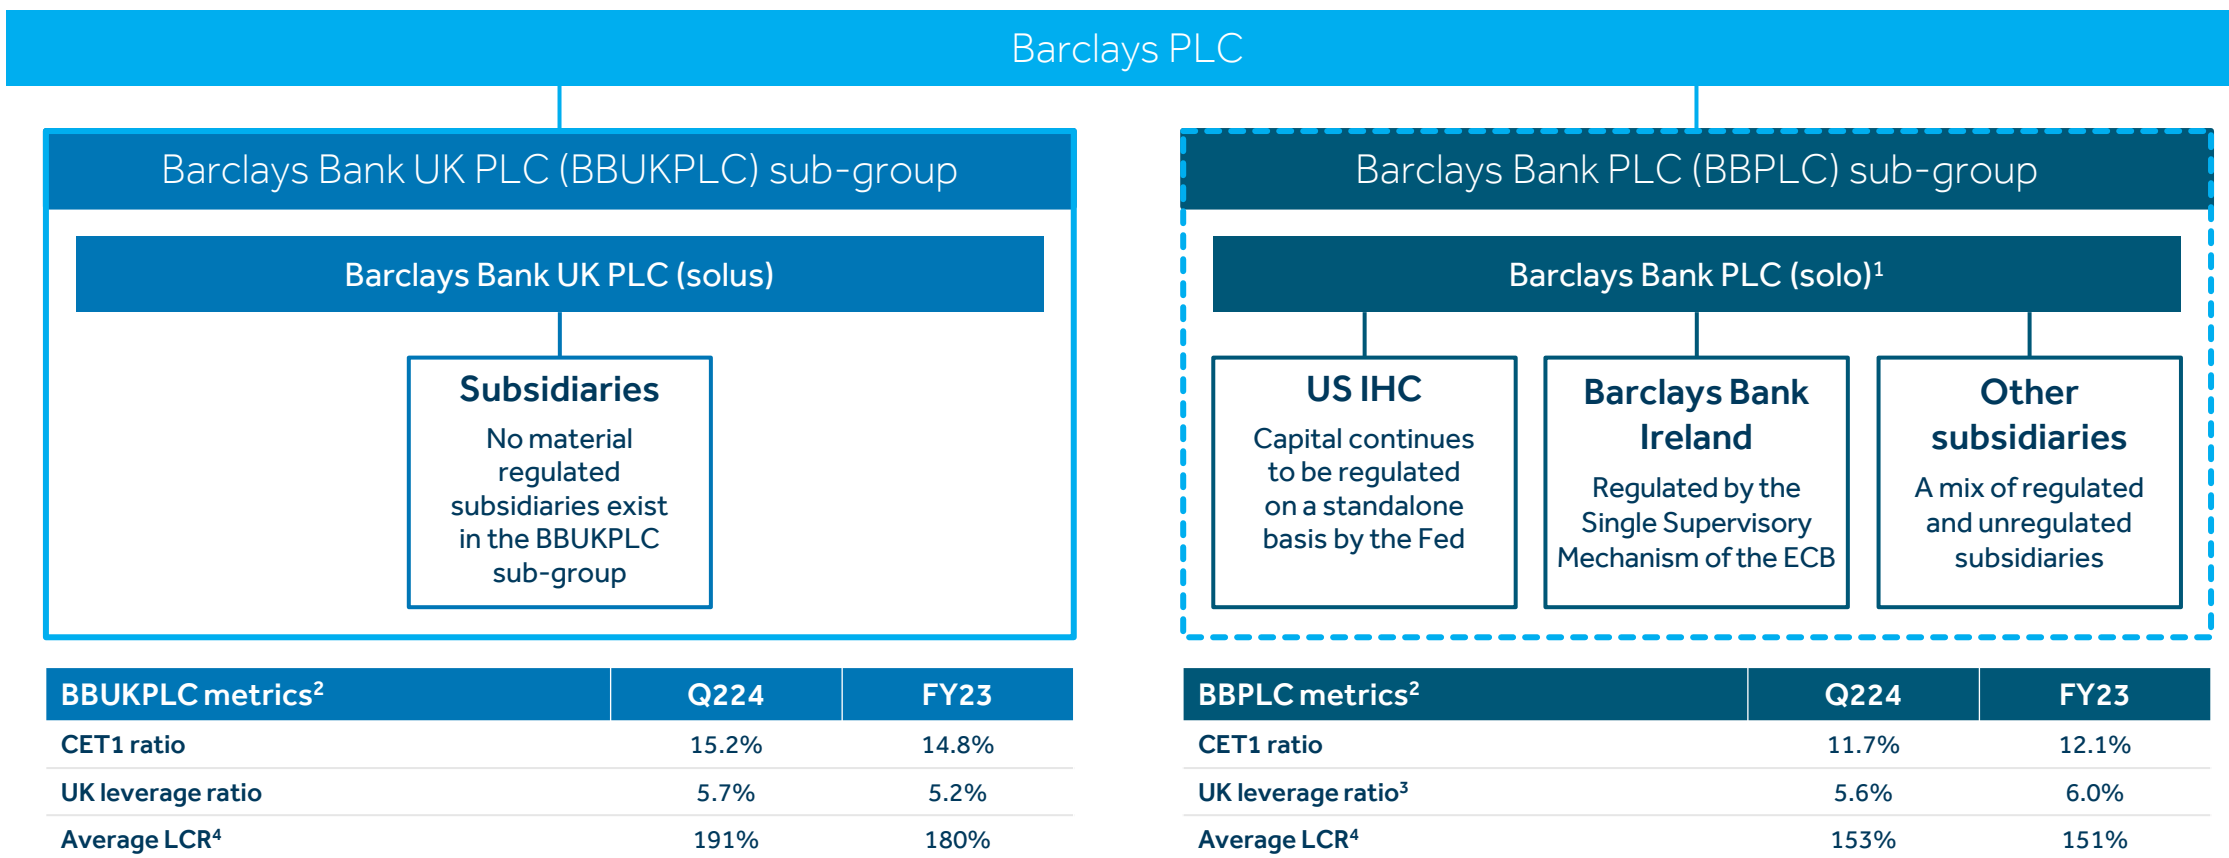 Barclays PLC
Barclays Bank UK PLC (BBUKPLC) sub-group
Barclays Bank UK PLC (solus)
Subsidiaries
No material
regulated
subsidiaries exist
in the BBUKPLC
sub-group
Barclays Bank PLC (BBPLC) sub-group
Barclays Bank PLC (solo)¹
US IHC
Capital continues
to be regulated
on a standalone
basis by the Fed
Barclays Bank
Ireland
Regulated by the
Single Supervisory
Mechanism of the ECB
Other
subsidiaries
A mix of regulated
and unregulated
subsidiaries
BBUKPLC metrics² Q224 FY23
CET1 ratio 15.2% 14.8%
UK leverage ratio 5.7% 5.2%
Average LCR⁴ 191% 180%
BBPLC metrics² Q224 FY23
CET1 ratio 11.7% 12.1%
UK leverage ratio³ 5.6% 6.0%
Average LCR⁴ 153% 151%